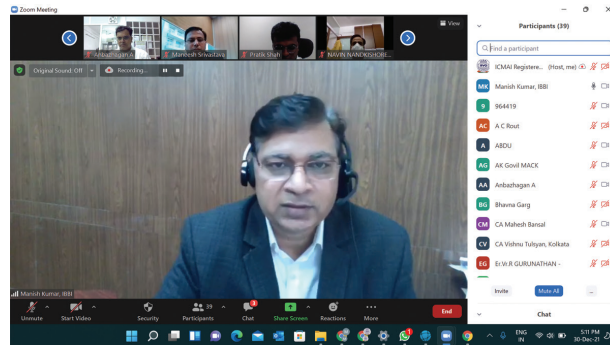 Zoom Meeting
View
Anbazhagan A
Maneesh Srivastava
Pratik Shah
NAVIN NANDKISHORE...
Original Sound: Off
Recording...
Manish Kumar, IBBI
Unmute
Start Video
Security
39
Participants
3
Chat
Share Screen
Reactions
More
End
Participants (39)
Find a participant
ICMAI Registere... (Host, me)
MK Manish Kumar, IBBI
9 964419
AC A C Rout
A ABDU
AG AK Govil MACK
AA Anbazhagan A
BG Bhavna Garg
CM CA Mahesh Bansal
CV CA Vishnu Tulsyan, Kolkata
EG Er.Vr.R GURUNATHAN -
Invite
Mute All
...
Chat
ENG
IN
5:11 PM
30-Dec-21